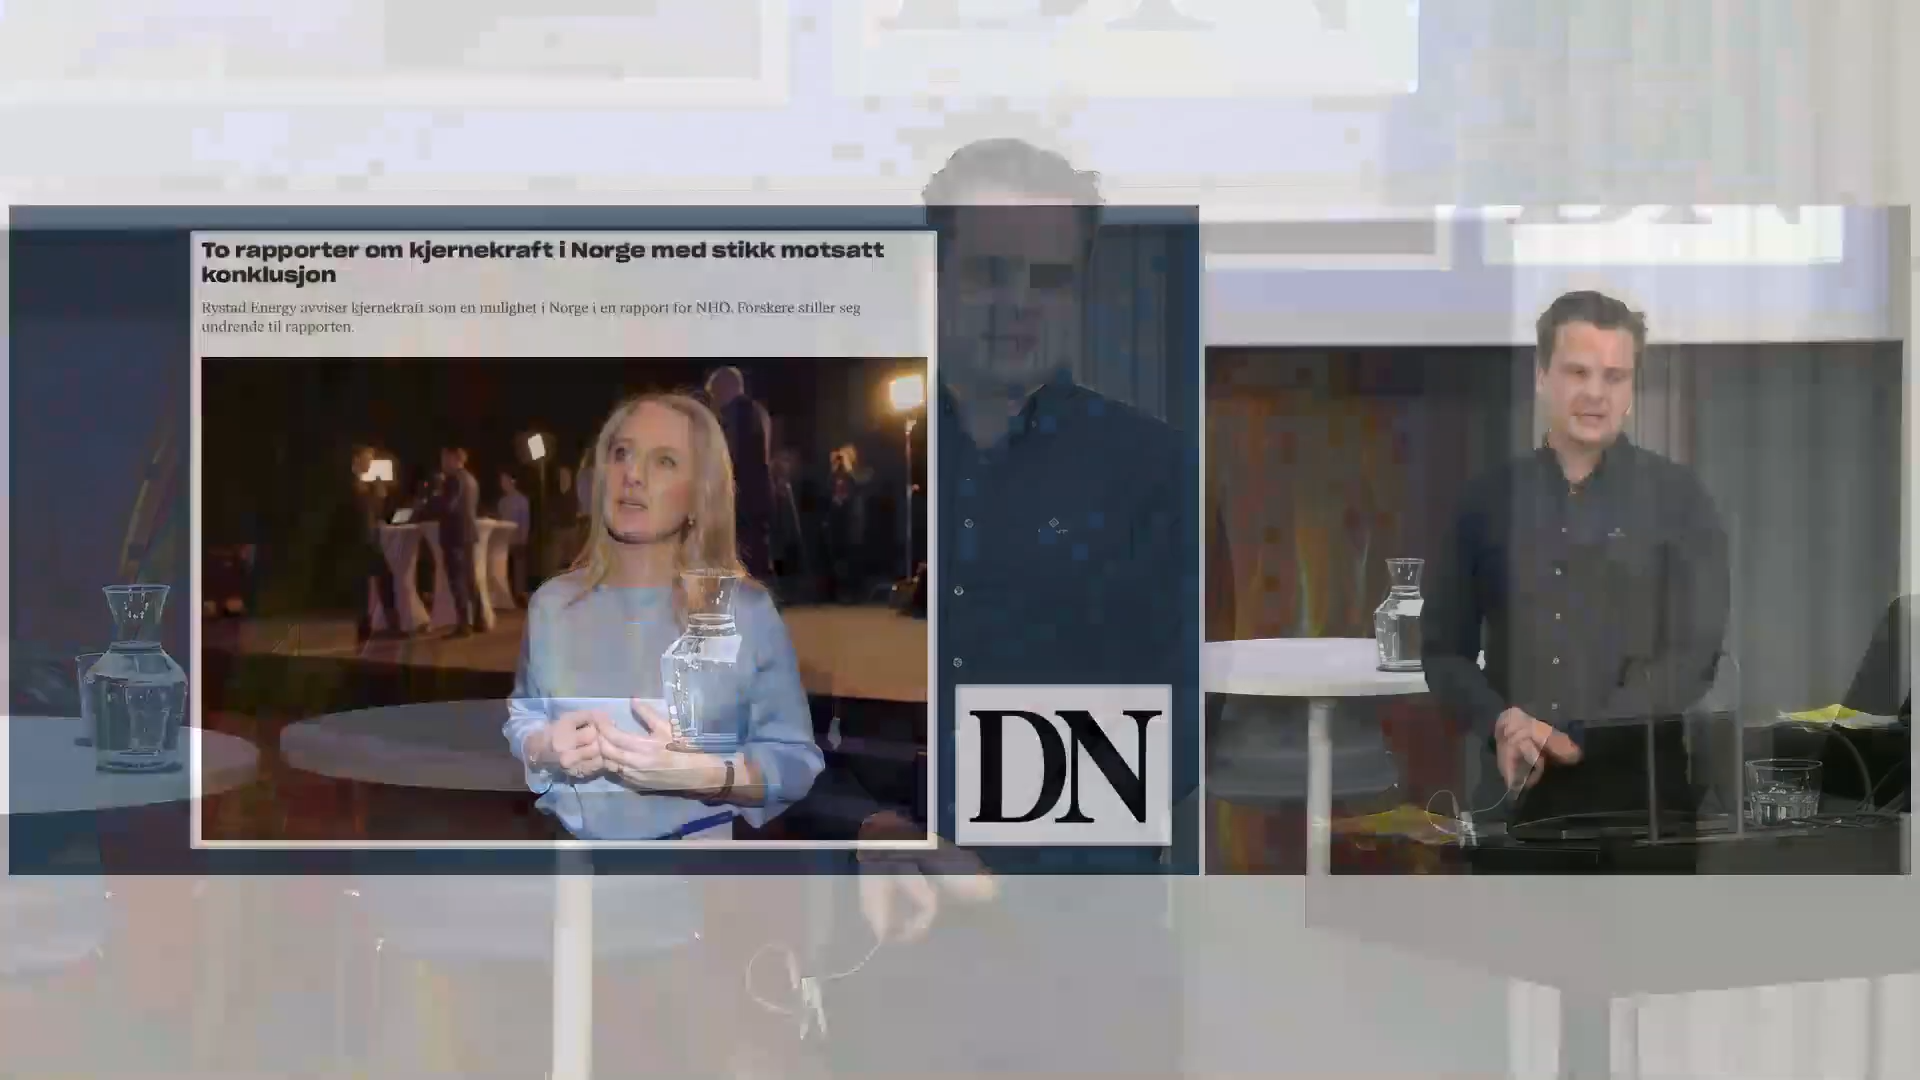 To rapporter om kjernekraft i Norge med stikk motsatt
konklusjon
Rystad Energy avviser kjernekraft som en mulighet i Norge i en rapport for NHO. Forskere stiller seg
undrende til rapporten.
DN